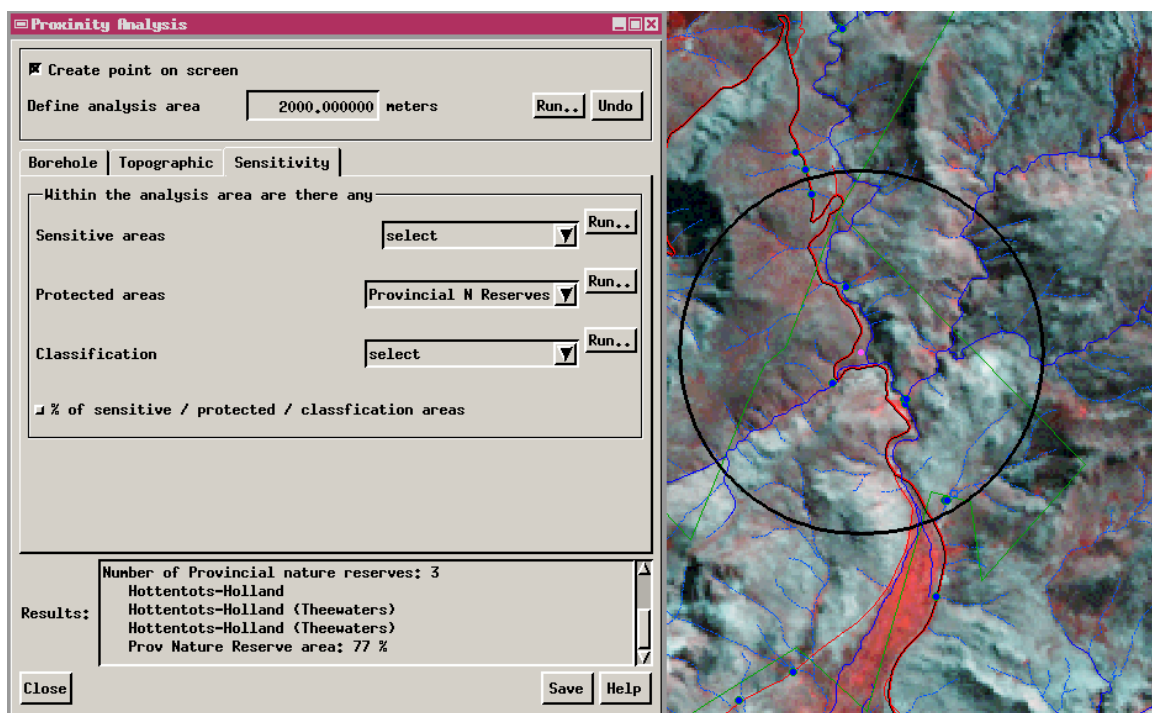 Proximity Analysis
Create point on screen
Define analysis area 2000.000000 meters Run.. Undo
Borehole Topographic Sensitivity
Within the analysis area are there any
Sensitive areas select Run..
Protected areas Provincial N Reserves Run..
Classification select Run..
% of sensitive / protected / classfication areas
Results:
Number of Provincial nature reserves: 3
Hottentots-Holland
Hottentots-Holland (Theewaters)
Hottentots-Holland (Theewaters)
Prov Nature Reserve area: 77 %
Close Save Help